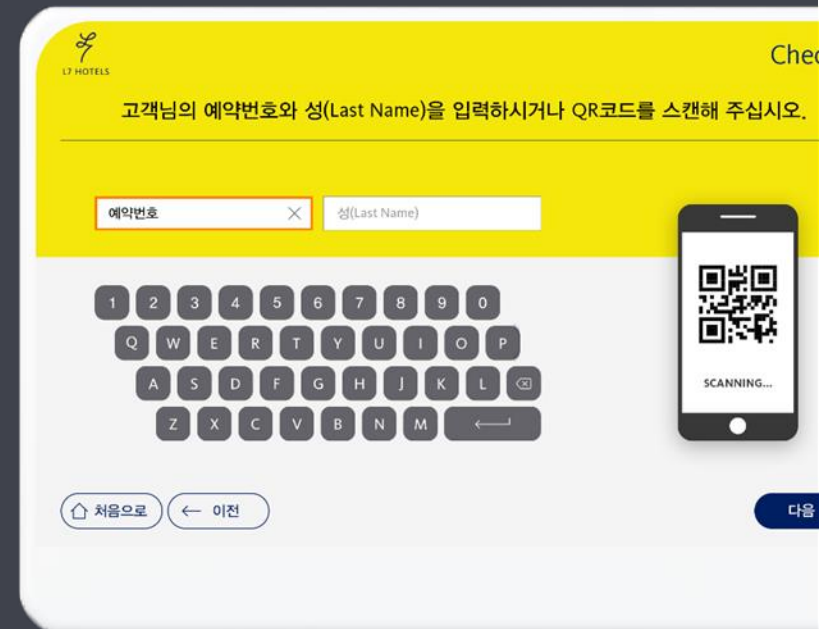 L7 HOTELS
Chec
고객님의 예약번호와 성(Last Name)을 입력하시거나 QR코드를 스캔해 주십시오.
예약번호
성(Last Name)
1 2 3 4 5 6 7 8 9 0
Q W E R T Y U I O P
A S D F G H J K L
Z X C V B N M
SCANNING...
처음으로
이전
다음